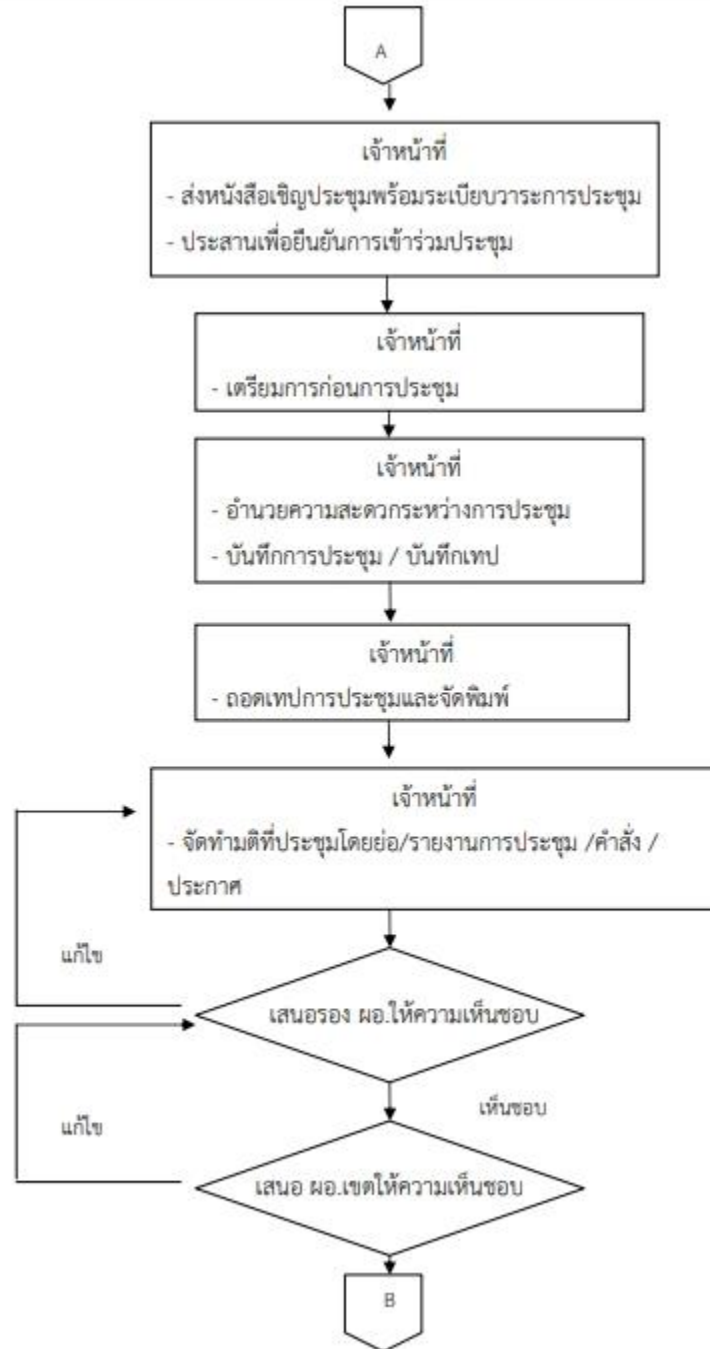 A
เจ้าหน้าที่
- ส่งหนังสือเชิญประชุมพร้อมระเบียบวาระการประชุม
- ประสานเพื่อยืนยันการเข้าร่วมประชุม
เจ้าหน้าที่
- เตรียมการก่อนการประชุม
เจ้าหน้าที่
- อำนวยความสะดวกระหว่างการประชุม
- บันทึกการประชุม / บันทึกเทป
เจ้าหน้าที่
- ถอดเทปการประชุมและจัดพิมพ์
เจ้าหน้าที่
- จัดทำมติที่ประชุมโดยย่อ/รายงานการประชุม /คำสั่ง /
ประกาศ
แก้ไข
เสนอรอง ผอ.ให้ความเห็นชอบ
เห็นชอบ
แก้ไข
เสนอ ผอ.เขตให้ความเห็นชอบ
B